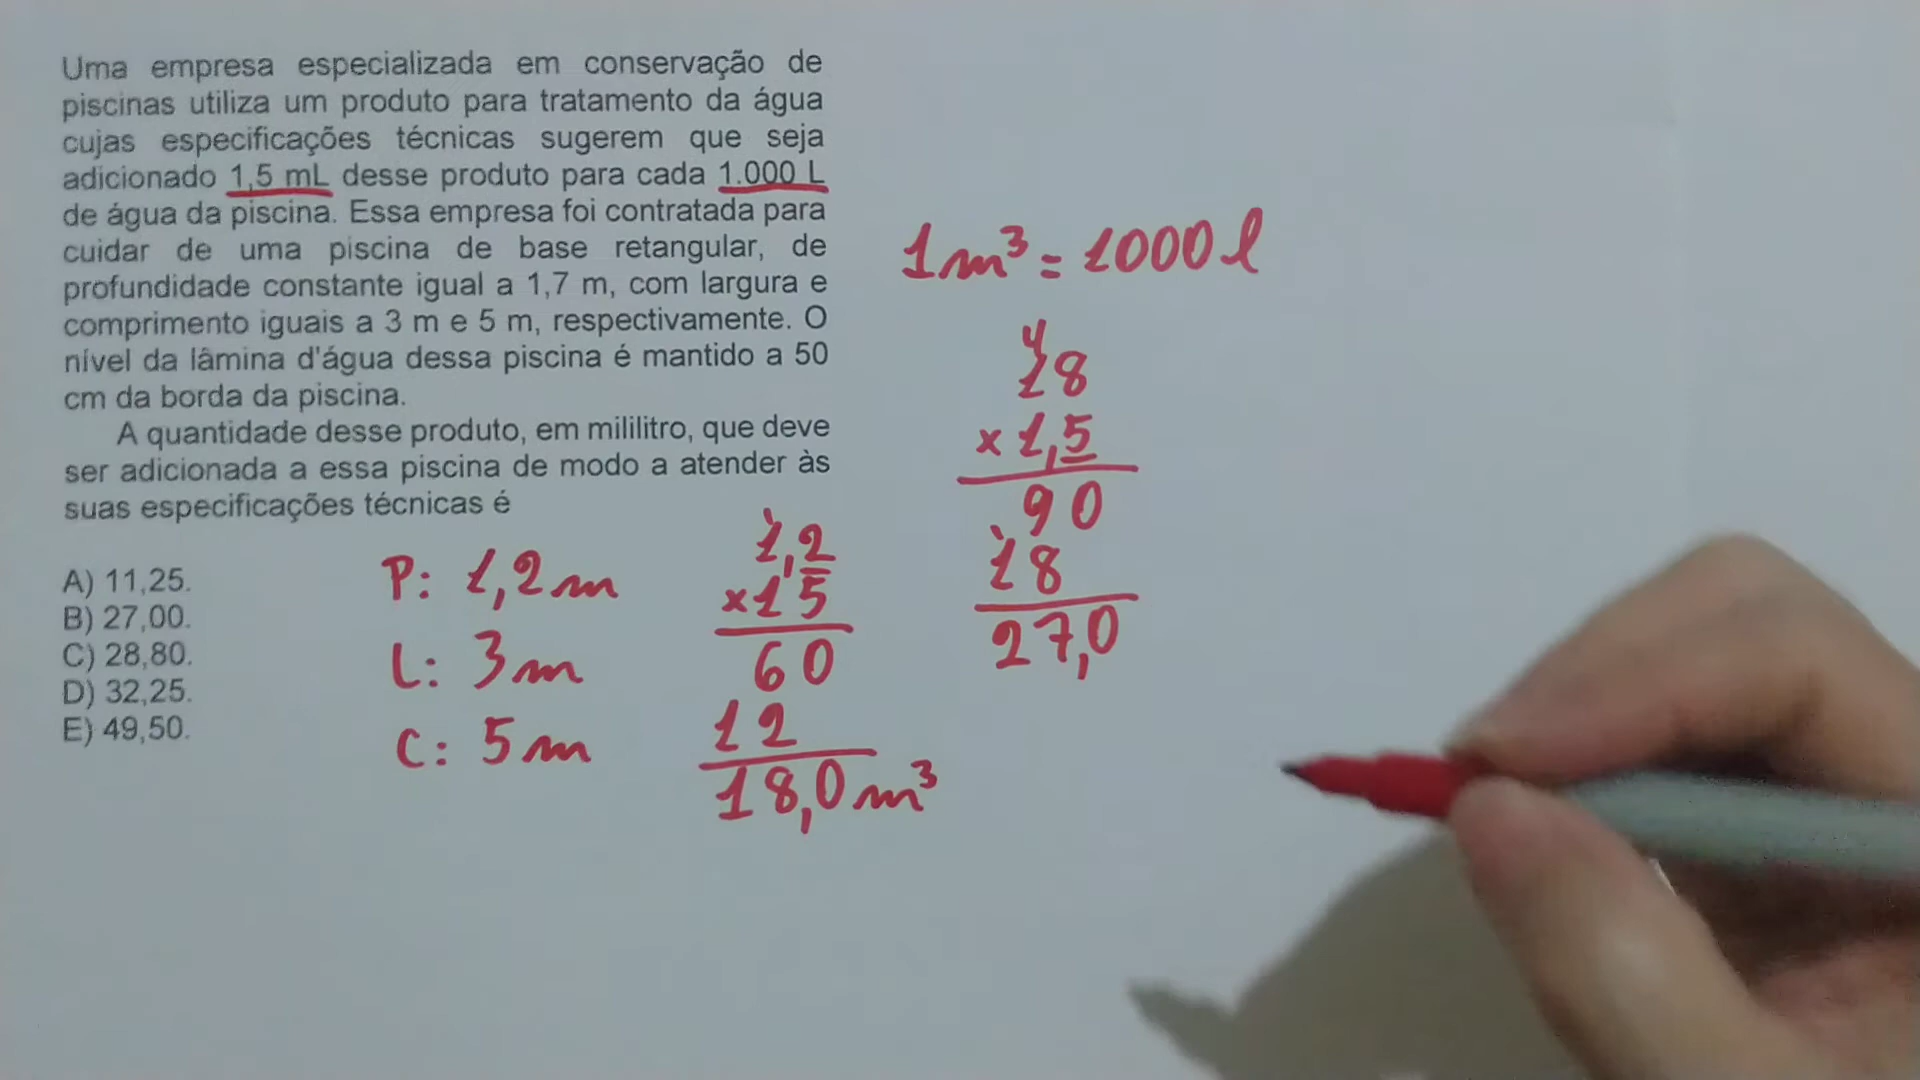 Uma empresa especializada em conservação de
piscinas utiliza um produto para tratamento da água
cujas especificações técnicas sugerem que seja
adicionado 1,5 mL desse produto para cada 1.000 L
de água da piscina. Essa empresa foi contratada para
cuidar de uma piscina de base retangular, de
profundidade constante igual a 1,7 m, com largura e
comprimento iguais a 3 m e 5 m, respectivamente. O
nível da lâmina d'água dessa piscina é mantido a 50
cm da borda da piscina.
A quantidade desse produto, em mililitro, que deve
ser adicionada a essa piscina de modo a atender às
suas especificações técnicas é
A) 11,25.
B) 27,00.
C) 28,80.
D) 32,25.
E) 49,50.
P: 1,2 m
L: 3 m
C: 5 m
1
1,2
x15
60
12
18,0 m³
1m³ = 1000 l
4
18
x 1,5
90
1
18
27,0